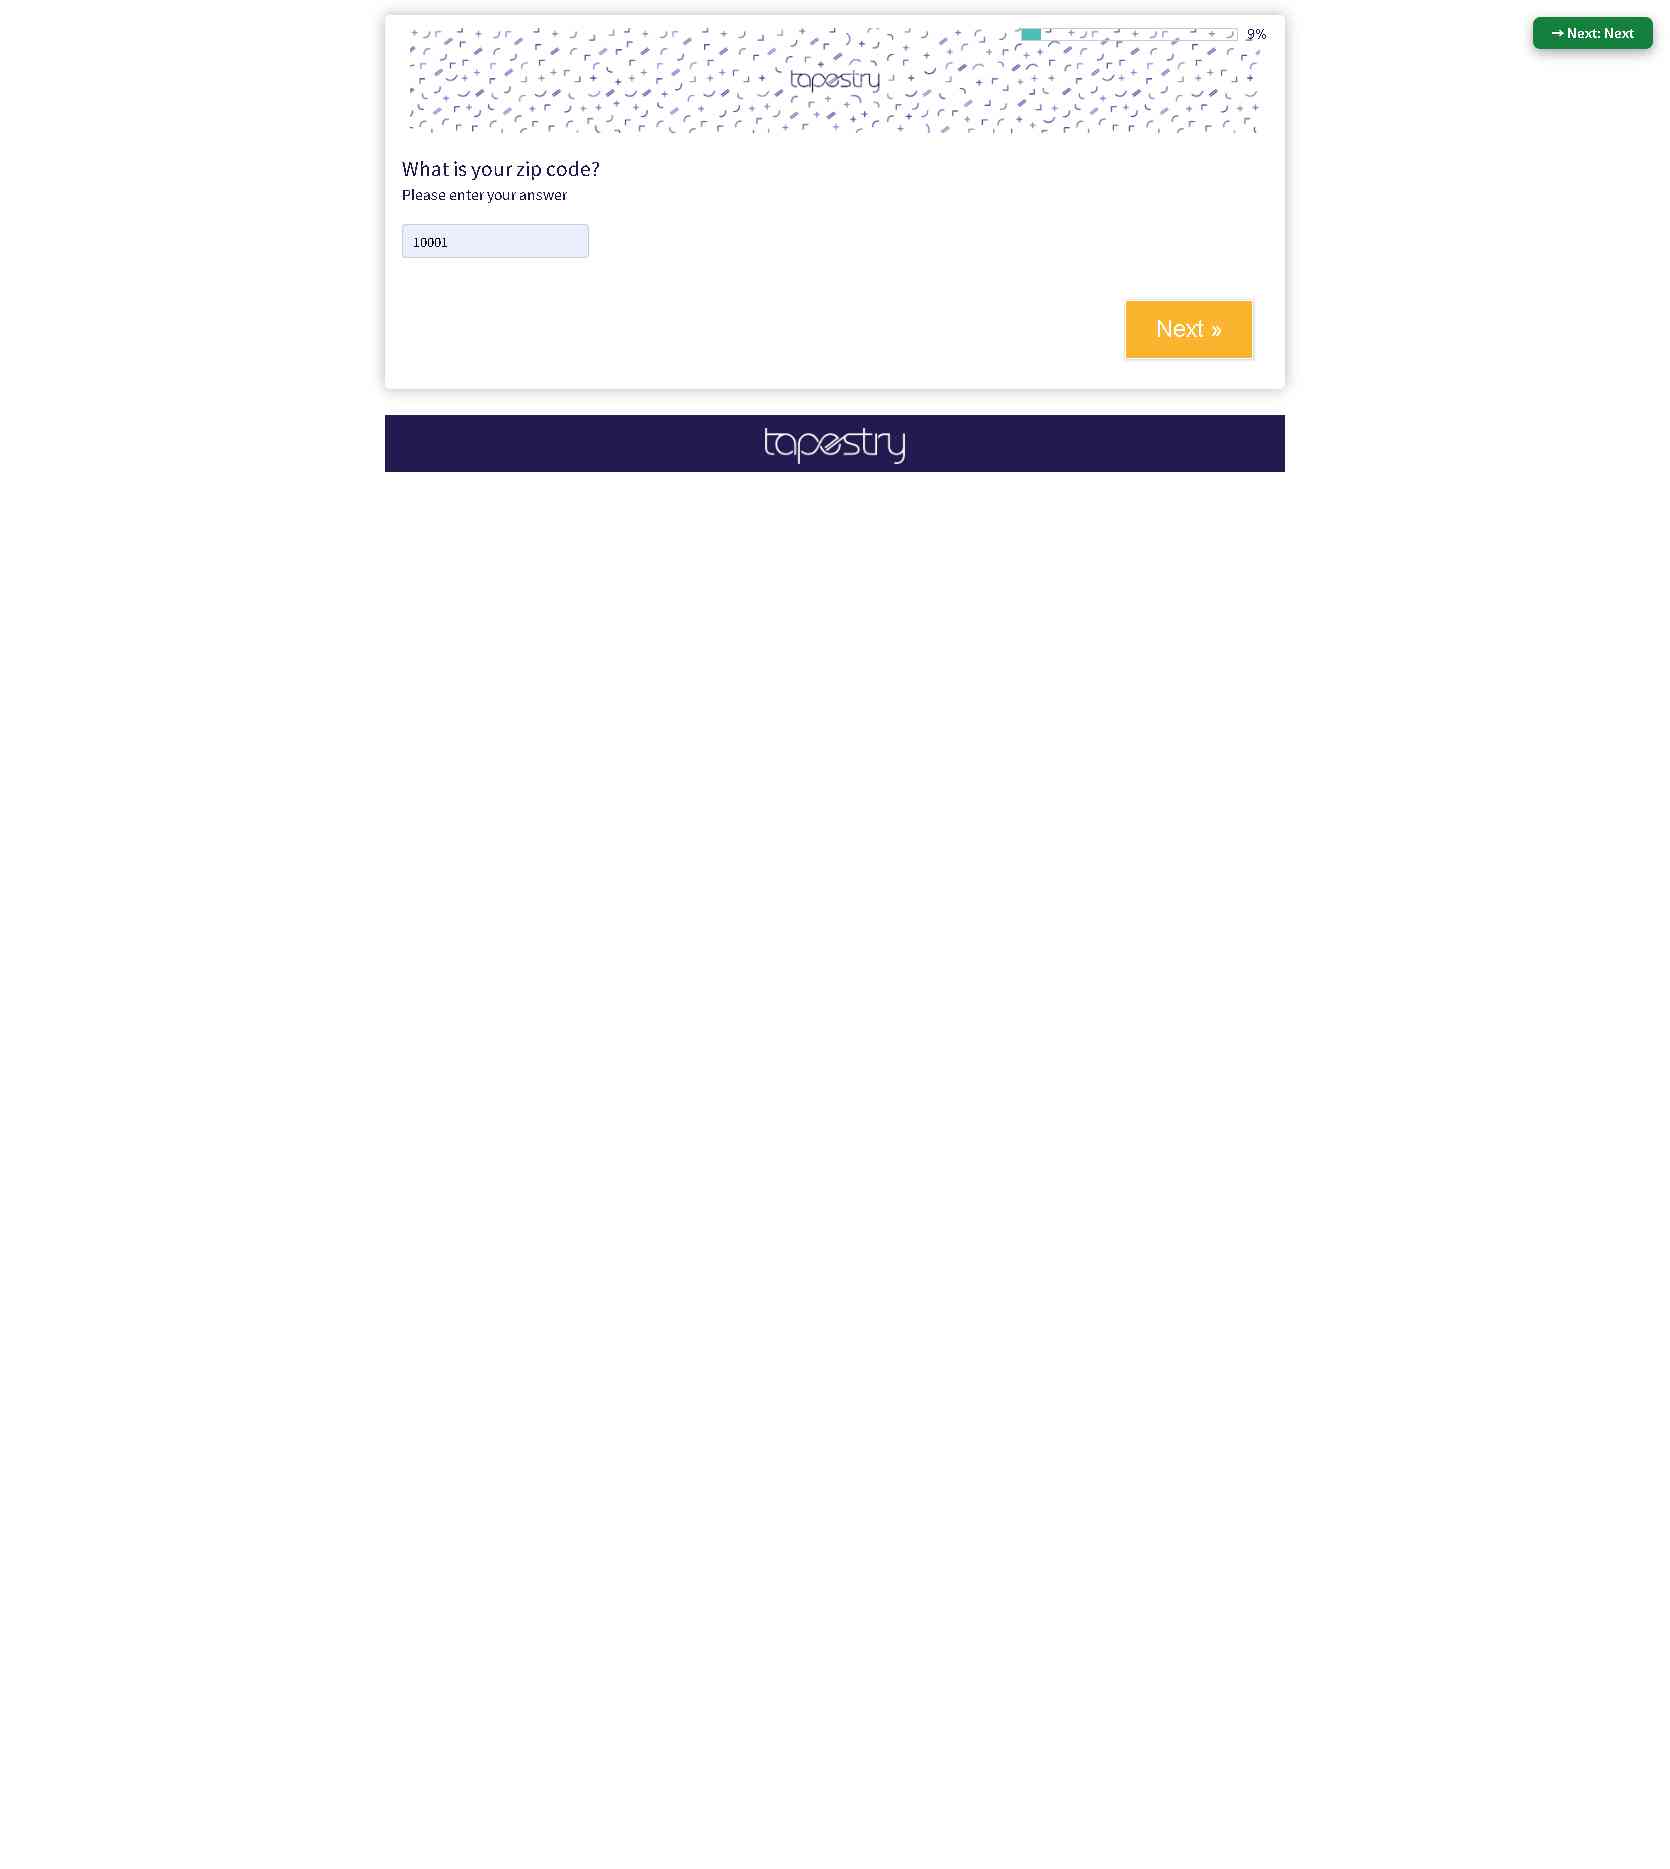 9%
→ Next: Next
tapestry
What is your zip code?
Please enter your answer
10001
Next »
tapestry